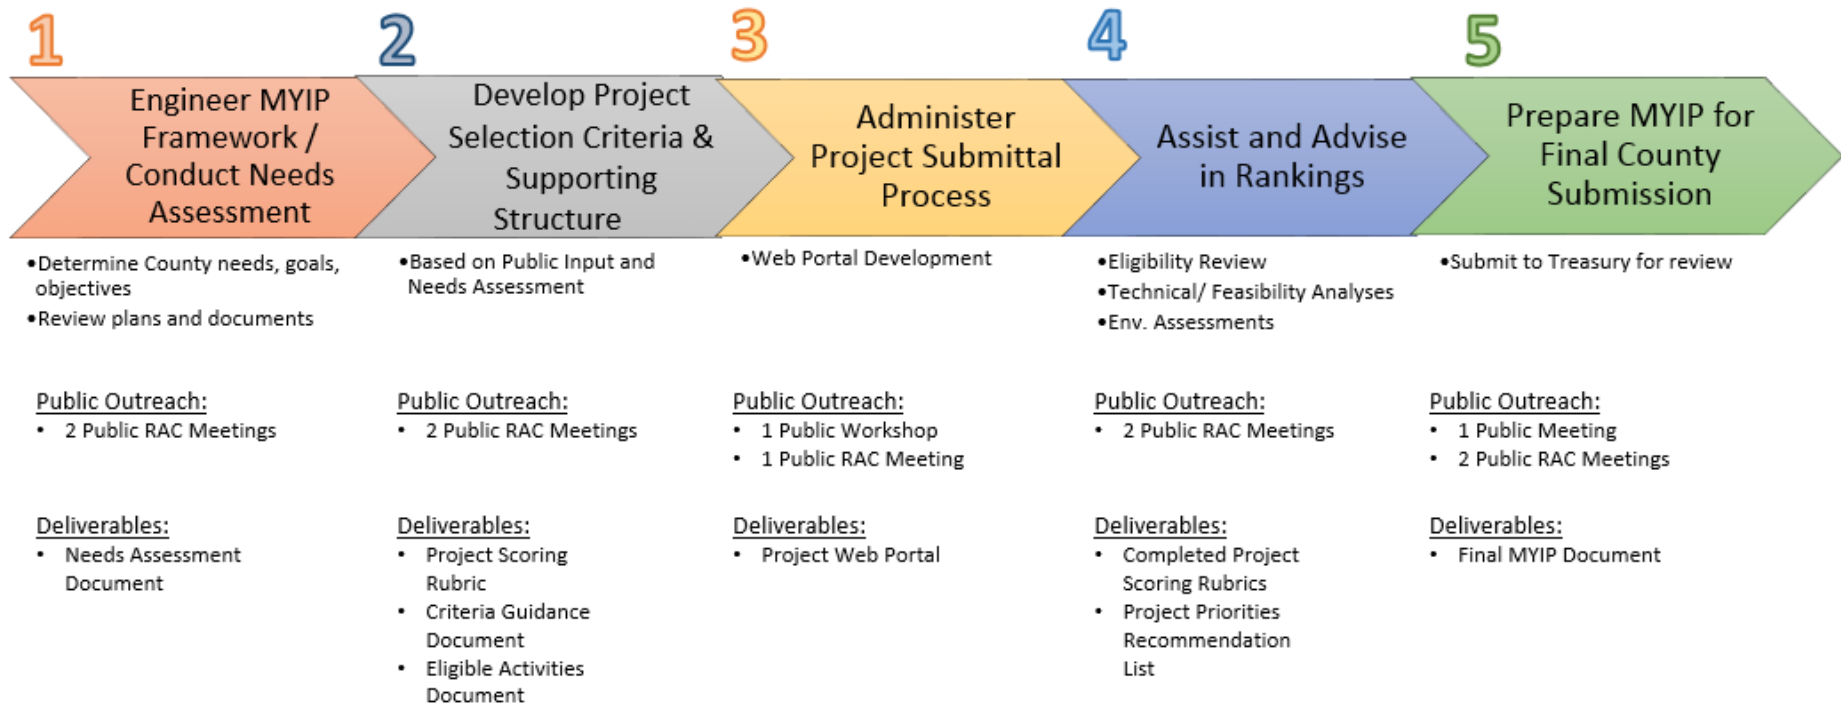 1
Engineer MYIP
Framework /
Conduct Needs
Assessment
•Determine County needs, goals,
objectives
•Review plans and documents
Public Outreach:
• 2 Public RAC Meetings
Deliverables:
• Needs Assessment
Document
2
Develop Project
Selection Criteria &
Supporting
Structure
•Based on Public Input and
Needs Assessment
Public Outreach:
• 2 Public RAC Meetings
Deliverables:
• Project Scoring
Rubric
• Criteria Guidance
Document
• Eligible Activities
Document
3
Administer
Project Submittal
Process
•Web Portal Development
Public Outreach:
• 1 Public Workshop
• 1 Public RAC Meeting
Deliverables:
• Project Web Portal
4
Assist and Advise
in Rankings
•Eligibility Review
•Technical/ Feasibility Analyses
•Env. Assessments
Public Outreach:
• 2 Public RAC Meetings
Deliverables:
• Completed Project
Scoring Rubrics
• Project Priorities
Recommendation
List
5
Prepare MYIP for
Final County
Submission
•Submit to Treasury for review
Public Outreach:
• 1 Public Meeting
• 2 Public RAC Meetings
Deliverables:
• Final MYIP Document